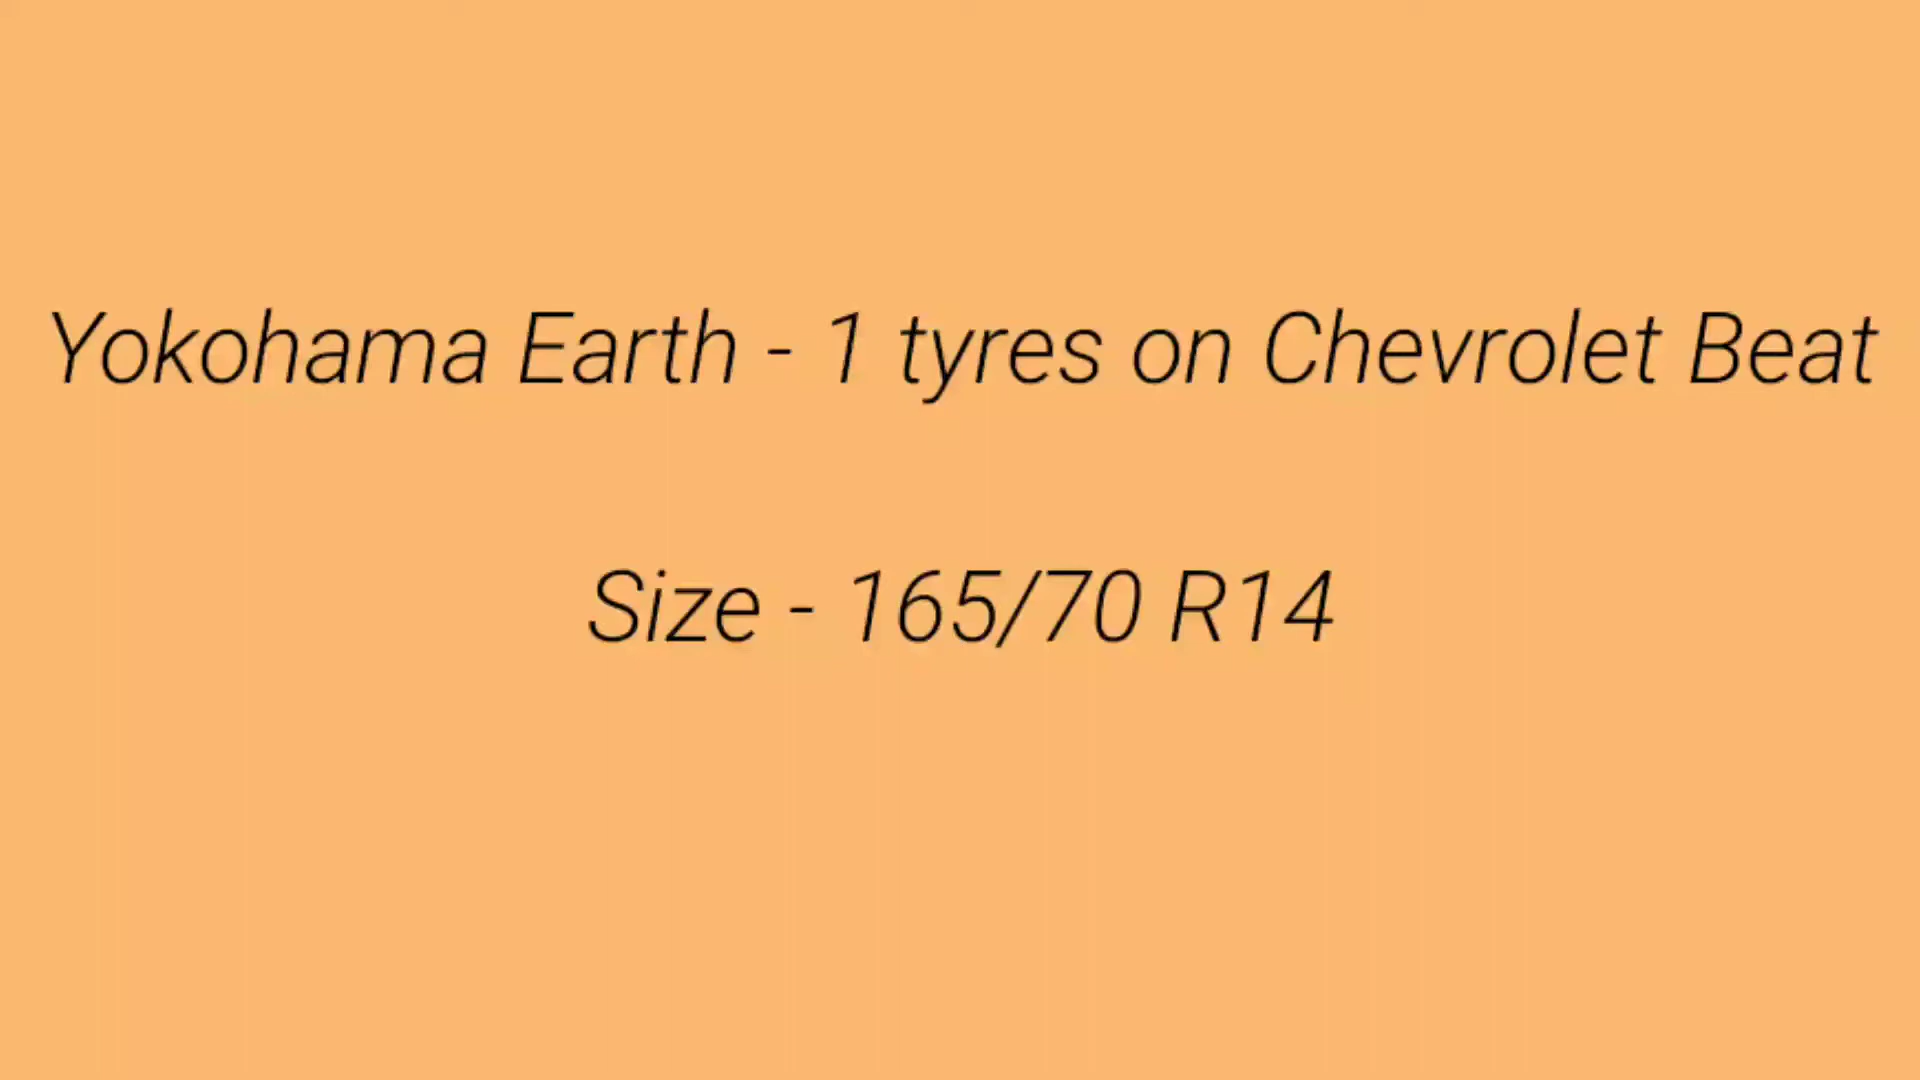 Yokohama Earth - 1 tyres on Chevrolet Beat
Size - 165/70 R14